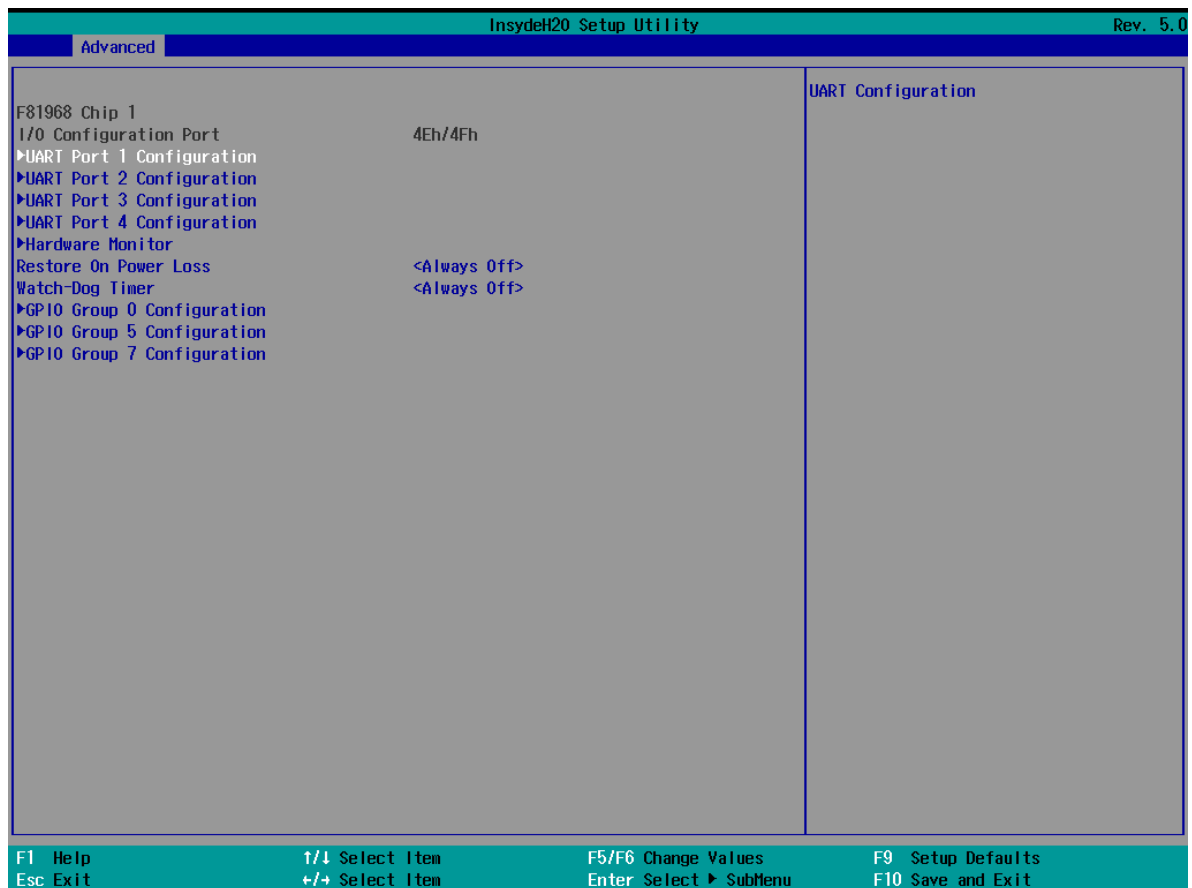 InsydeH20 Setup Utility Rev. 5.0
Advanced
UART Configuration
F81968 Chip 1
I/O Configuration Port 4Eh/4Fh
▶UART Port 1 Configuration
▶UART Port 2 Configuration
▶UART Port 3 Configuration
▶UART Port 4 Configuration
▶Hardware Monitor
Restore On Power Loss <Always Off>
Watch-Dog Timer <Always Off>
▶GPIO Group 0 Configuration
▶GPIO Group 5 Configuration
▶GPIO Group 7 Configuration
F1 Help ↑/↓ Select Item F5/F6 Change Values F9 Setup Defaults
Esc Exit ←/→ Select Item Enter Select ▶ SubMenu F10 Save and Exit